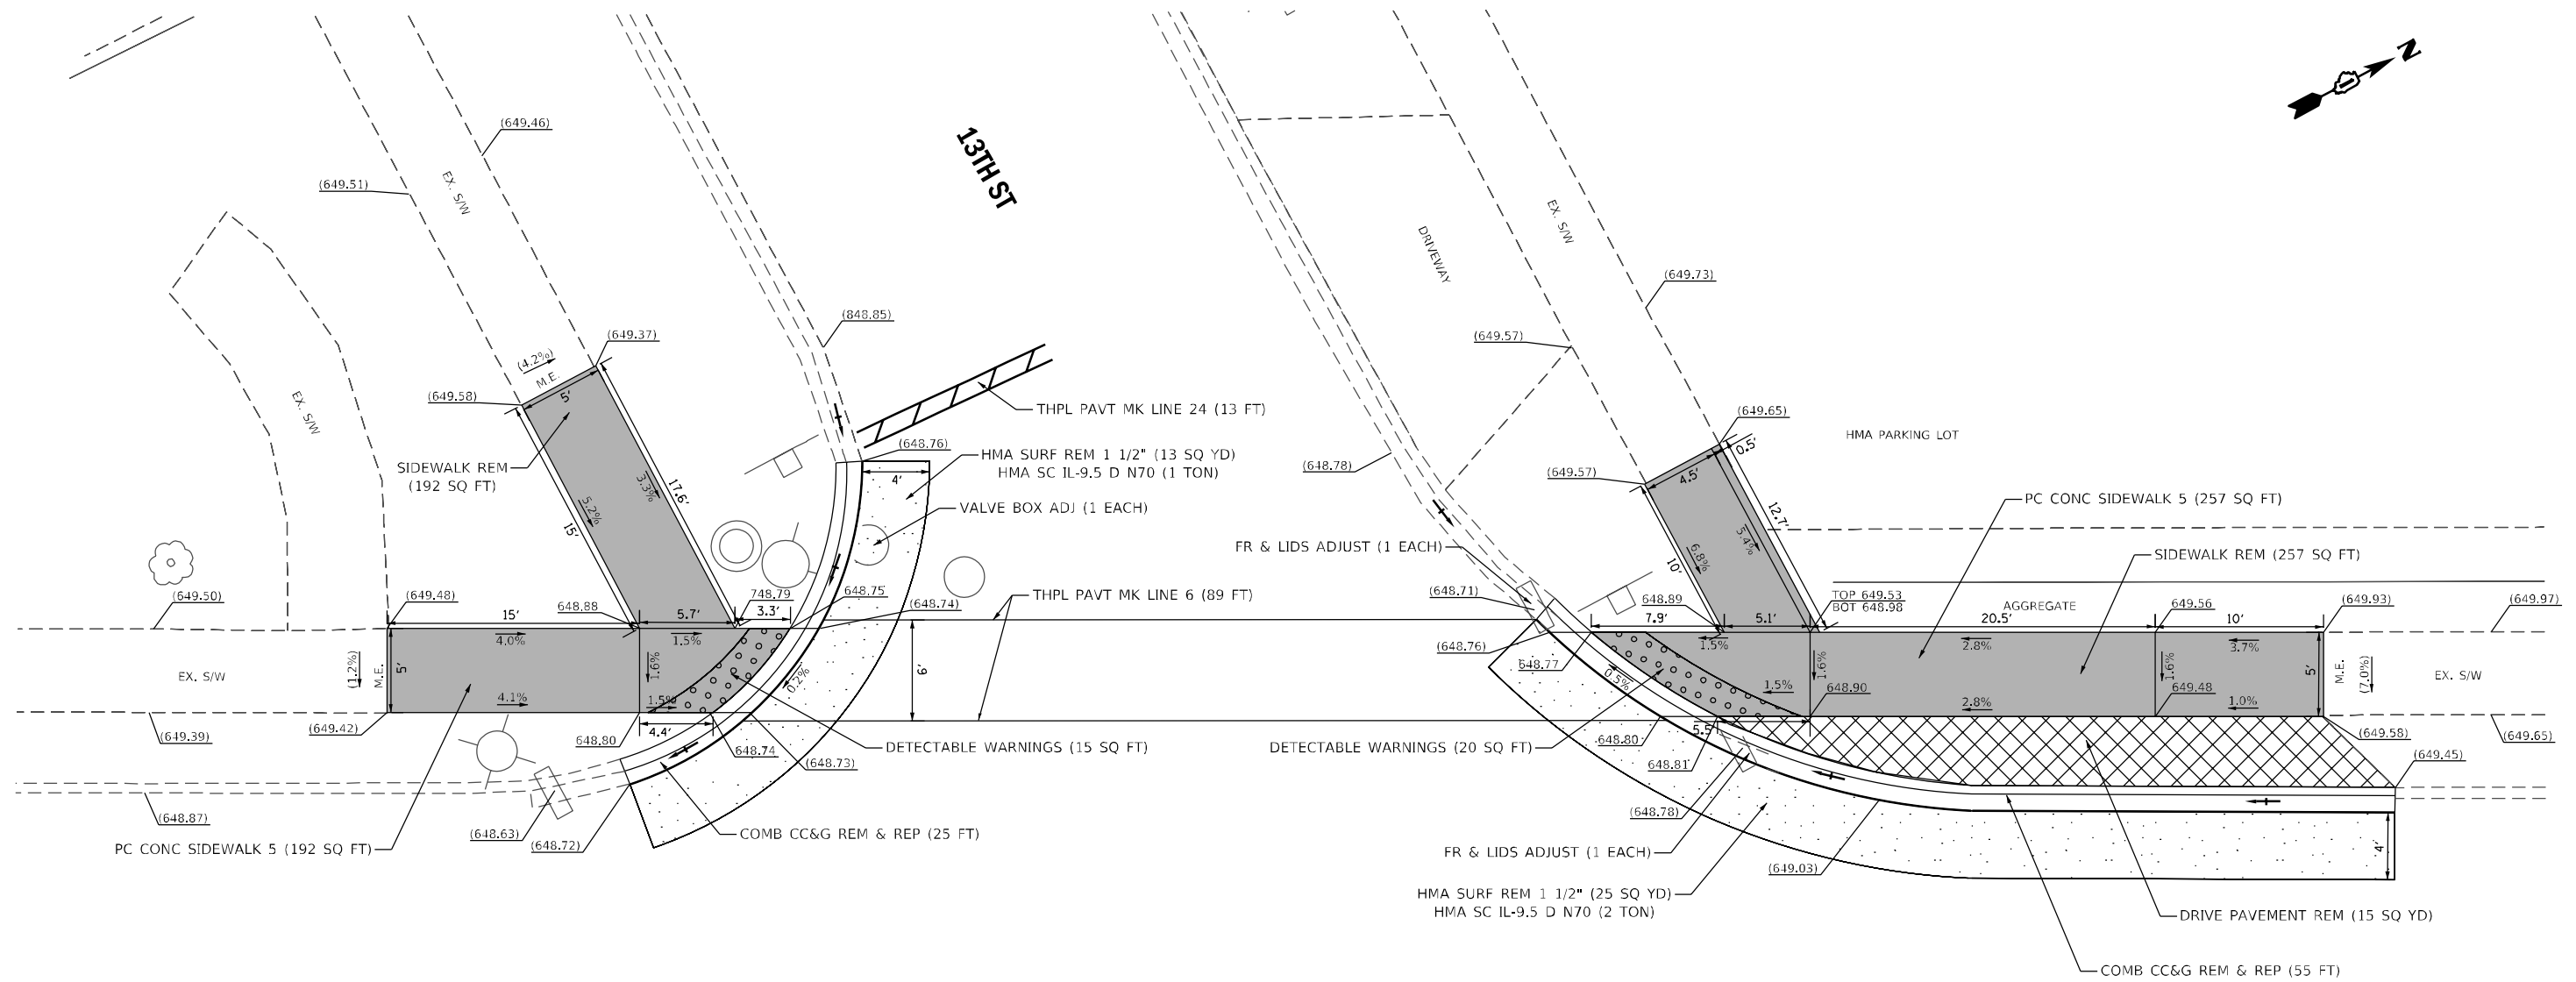 N
13TH ST
(649.46)
(649.51)
EX. S/W
EX. S/W
DRIVEWAY
(649.73)
(848.85)
(649.37)
(649.57)
(4.2%)
M.E.
5'
(649.58)
THPL PAVT MK LINE 24 (13 FT)
(649.65)
0.5'
HMA PARKING LOT
EX. S/W
(648.76)
HMA SURF REM 1 1/2" (13 SQ YD)
HMA SC IL-9.5 D N70 (1 TON)
(648.78)
SIDEWALK REM
(192 SQ FT)
(649.57)
4.5'
4'
3.3%
17.6'
5.2%
15'
VALVE BOX ADJ (1 EACH)
PC CONC SIDEWALK 5 (257 SQ FT)
12.7'
5.4%
6.8%
10'
FR & LIDS ADJUST (1 EACH)
SIDEWALK REM (257 SQ FT)
(649.50)
(649.48)
15'
648.88
5.7'
748.79
3.3'
648.75
(648.74)
THPL PAVT MK LINE 6 (89 FT)
(648.71)
648.89
7.9'
5.1'
TOP 649.53
BOT 648.98
AGGREGATE
20.5'
649.56
10'
(649.93)
(649.97)
4.0%
1.5%
1.5%
2.8%
3.7%
(648.76)
648.77
EX. S/W
(1.2%)
M.E.
5'
1.6%
0.2%
6'
0.5%
1.6%
1.6%
5'
M.E.
(7.0%)
EX. S/W
4.1%
1.5%
1.5%
648.90
649.48
2.8%
1.0%
(649.39)
(649.42)
648.80
4.4'
648.74
(648.73)
DETECTABLE WARNINGS (15 SQ FT)
DETECTABLE WARNINGS (20 SQ FT)
648.80
5.5'
648.81
(649.58)
(649.65)
(649.45)
(648.87)
(648.63)
(648.72)
COMB CC&G REM & REP (25 FT)
(648.78)
PC CONC SIDEWALK 5 (192 SQ FT)
FR & LIDS ADJUST (1 EACH)
(649.03)
4'
HMA SURF REM 1 1/2" (25 SQ YD)
HMA SC IL-9.5 D N70 (2 TON)
DRIVE PAVEMENT REM (15 SQ YD)
COMB CC&G REM & REP (55 FT)